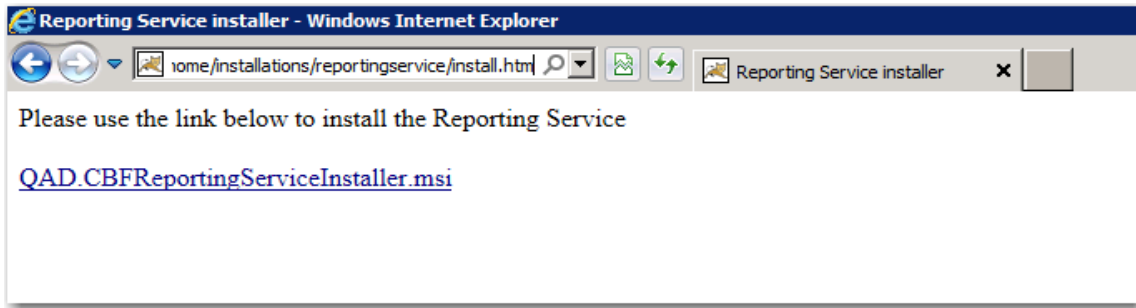 Reporting Service installer - Windows Internet Explorer
ome/installations/reportingservice/install.htm
Reporting Service installer
Please use the link below to install the Reporting Service
QAD.CBFReportingServiceInstaller.msi